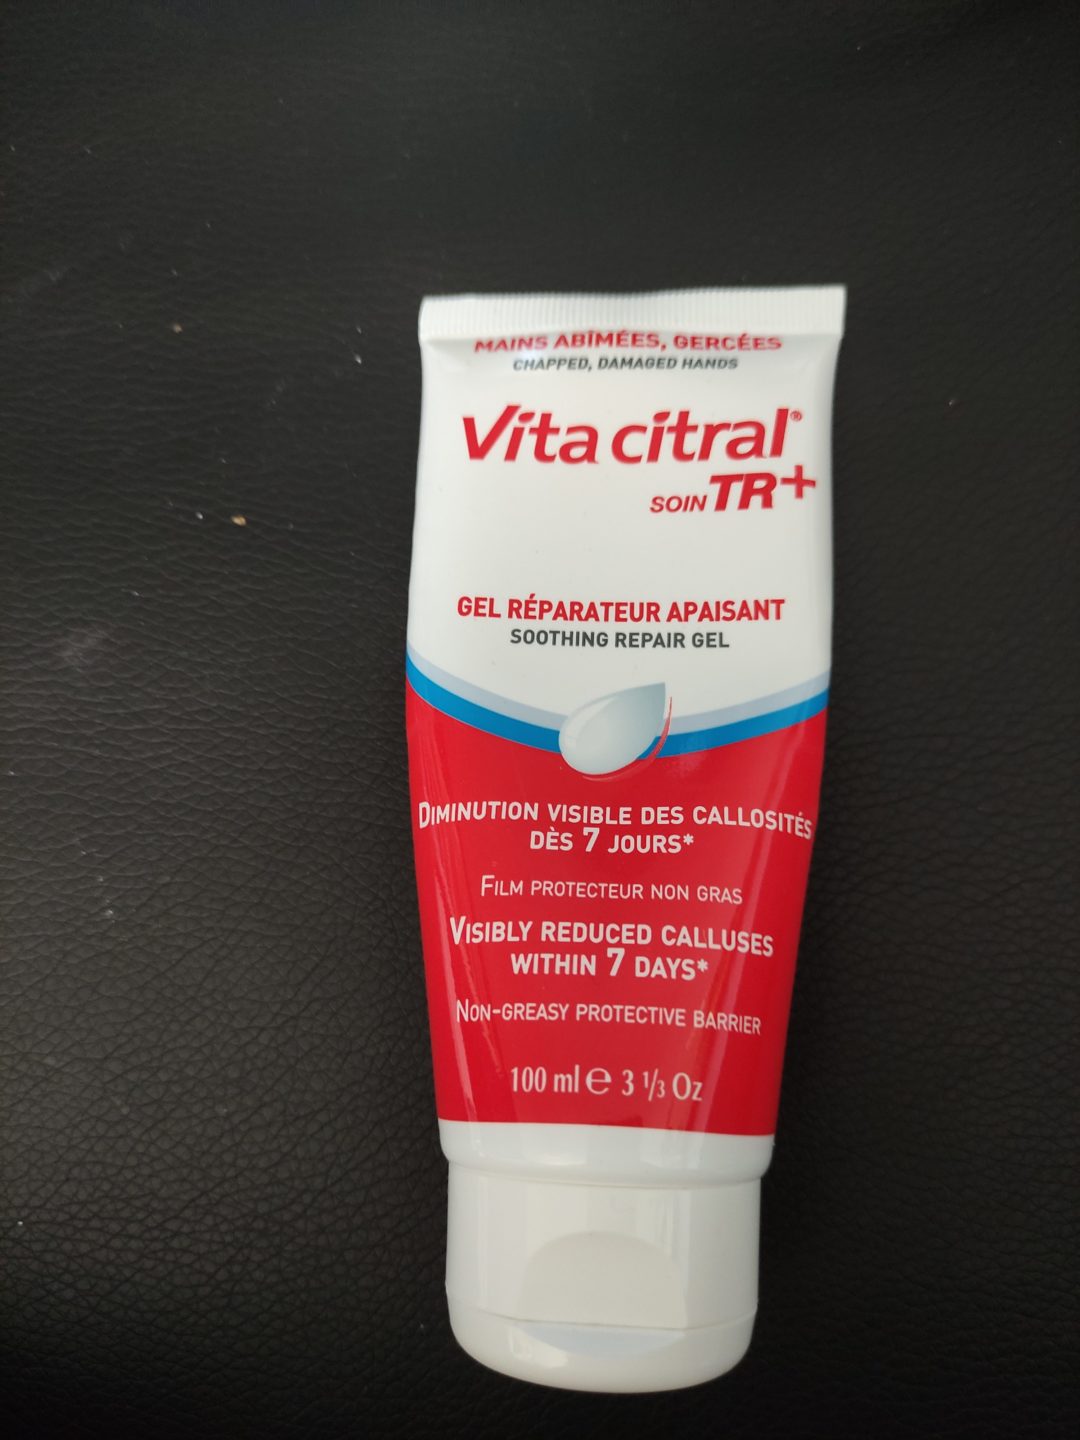 MAINS ABÎMÉES, GERCÉES
CHAPPED, DAMAGED HANDS
Vita citral®
SOIN TR+
GEL RÉPARATEUR APAISANT
SOOTHING REPAIR GEL
DIMINUTION VISIBLE DES CALLOSITÉS
DÈS 7 JOURS*
FILM PROTECTEUR NON GRAS
VISIBLY REDUCED CALLUSES
WITHIN 7 DAYS*
NON-GREASY PROTECTIVE BARRIER
100 ml ℮ 3 1/3 Oz